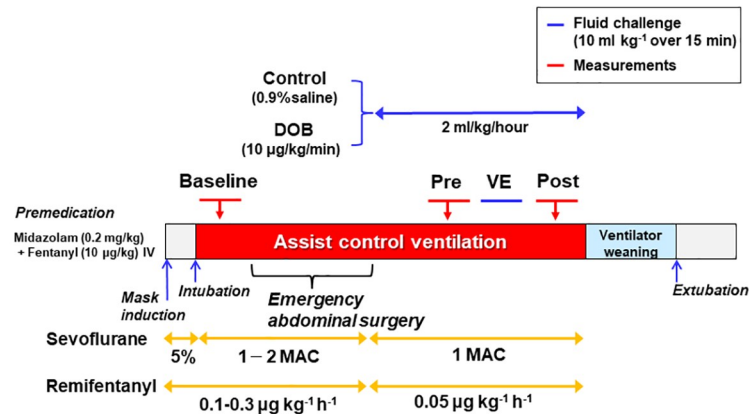 Fluid challenge
(10 ml kg⁻¹ over 15 min)
Measurements
Control
(0.9%saline)
DOB
(10 µg/kg/min)
2 ml/kg/hour
Baseline
Pre
VE
Post
Premedication
Midazolam (0.2 mg/kg)
+ Fentanyl (10 µg/kg) IV
Assist control ventilation
Ventilator
weaning
Mask
induction
Intubation
Emergency
abdominal surgery
Extubation
Sevoflurane
5%
1－2 MAC
1 MAC
Remifentanyl
0.1-0.3 µg kg⁻¹ h⁻¹
0.05 µg kg⁻¹ h⁻¹